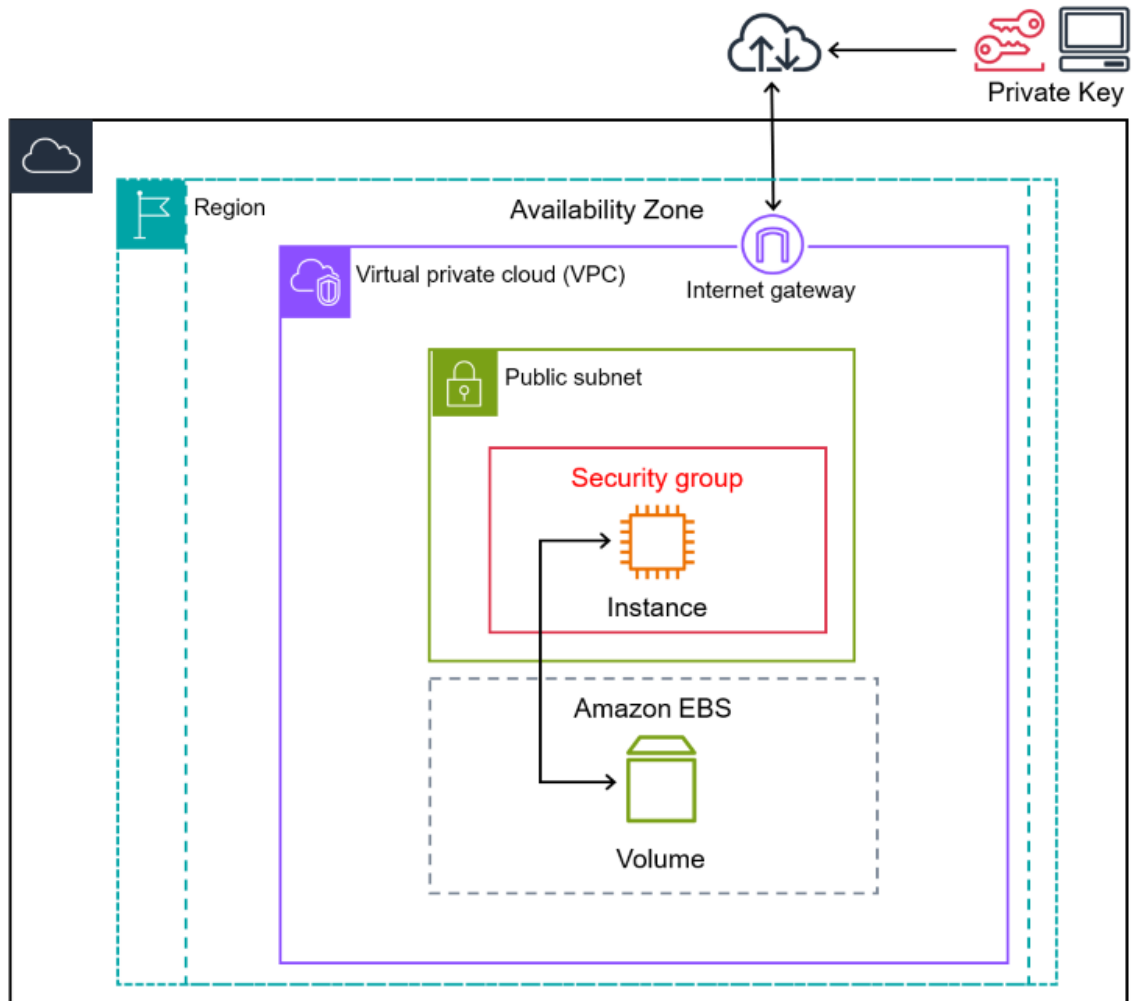 Private Key
Region
Availability Zone
Virtual private cloud (VPC)
Internet gateway
Public subnet
Security group
Instance
Amazon EBS
Volume